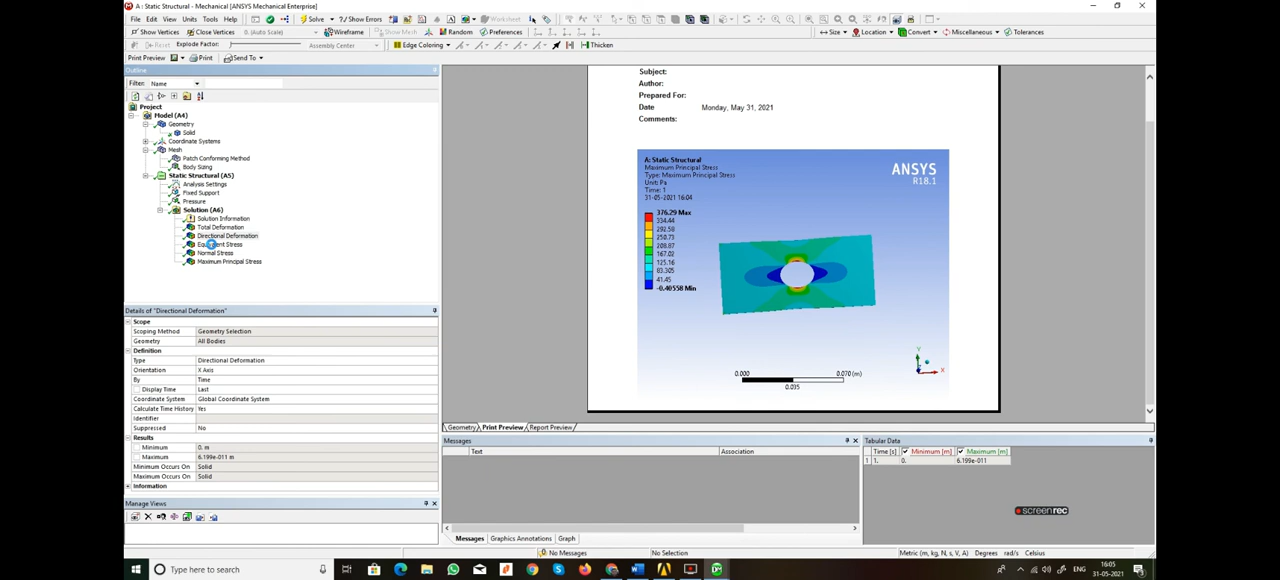 A : Static Structural - Mechanical [ANSYS Mechanical Enterprise]
File Edit View Units Tools Help Solve ?/ Show Errors Worksheet
Show Vertices Close Vertices 0. (Auto Scale) Wireframe Show Mesh Random Preferences Size Location Convert Miscellaneous Tolerances
Reset Explode Factor: Assembly Center Edge Coloring Thicken
Print Preview Print Send To
Outline
Filter: Name
Project
Model (A4)
Geometry
Solid
Coordinate Systems
Mesh
Patch Conforming Method
Body Sizing
Static Structural (A5)
Analysis Settings
Fixed Support
Pressure
Solution (A6)
Solution Information
Total Deformation
Directional Deformation
Equivalent Stress
Normal Stress
Maximum Principal Stress
Details of "Directional Deformation"
Scope
Scoping Method Geometry Selection
Geometry All Bodies
Definition
Type Directional Deformation
Orientation X Axis
By Time
Display Time Last
Coordinate System Global Coordinate System
Calculate Time History Yes
Identifier
Suppressed No
Results
Minimum 0. m
Maximum 6.199e-011 m
Minimum Occurs On Solid
Maximum Occurs On Solid
Information
Manage Views
Subject:
Author:
Prepared For:
Date Monday, May 31, 2021
Comments:
A: Static Structural
Maximum Principal Stress
Type: Maximum Principal Stress
Unit: Pa
Time: 1
31-05-2021 16:04
ANSYS
R18.1
376.29 Max
334.44
292.58
250.73
208.87
167.02
125.16
83.305
41.45
-0.40558 Min
Y
X
0.000 0.070 (m)
0.035
Geometry Print Preview Report Preview
Messages
Text Association
Messages Graphics Annotations Graph
Tabular Data
Time [s] Minimum [m] Maximum [m]
1 1. 0. 6.199e-011
screenrec
No Messages No Selection Metric (m, kg, N, s, V, A) Degrees rad/s Celsius
Type here to search
ENG
16:05
31-05-2021